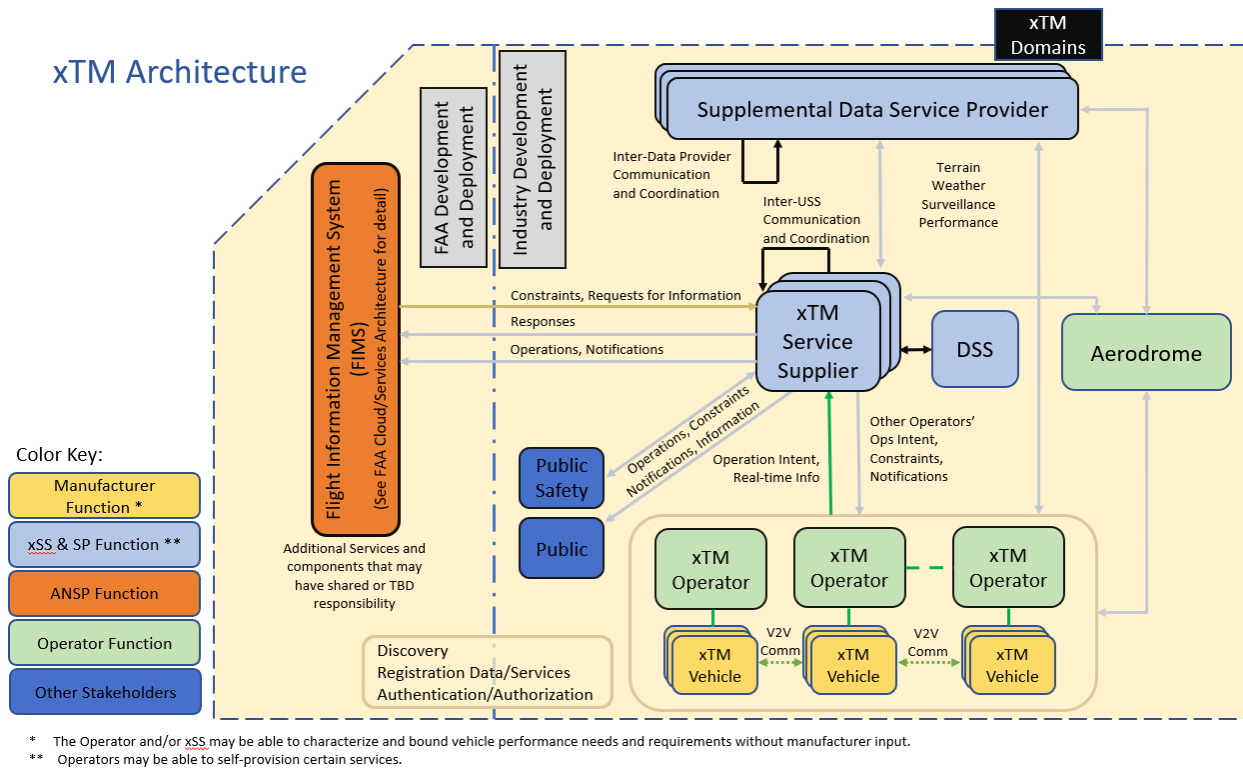 xTM Architecture
xTM
Domains
FAA Development
and Deployment
Industry Development
and Deployment
Supplemental Data Service Provider
Inter-Data Provider
Communication
and Coordination
Terrain
Weather
Surveillance
Performance
Inter-USS
Communication
and Coordination
Flight Information Management System
(FIMS)
(See FAA Cloud/Services Architecture for detail)
Constraints, Requests for Information
Responses
Operations, Notifications
xTM
Service
Supplier
DSS
Aerodrome
Operations, Constraints
Notifications, Information
Operation Intent,
Real-time Info
Other Operators’
Ops Intent,
Constraints,
Notifications
Public
Safety
Public
Color Key:
Manufacturer
Function *
xSS & SP Function **
ANSP Function
Operator Function
Other Stakeholders
Additional Services and
components that may
have shared or TBD
responsibility
xTM
Operator
xTM
Operator
xTM
Operator
V2V
Comm
V2V
Comm
xTM
Vehicle
xTM
Vehicle
xTM
Vehicle
Discovery
Registration Data/Services
Authentication/Authorization
* The Operator and/or xSS may be able to characterize and bound vehicle performance needs and requirements without manufacturer input.
** Operators may be able to self-provision certain services.